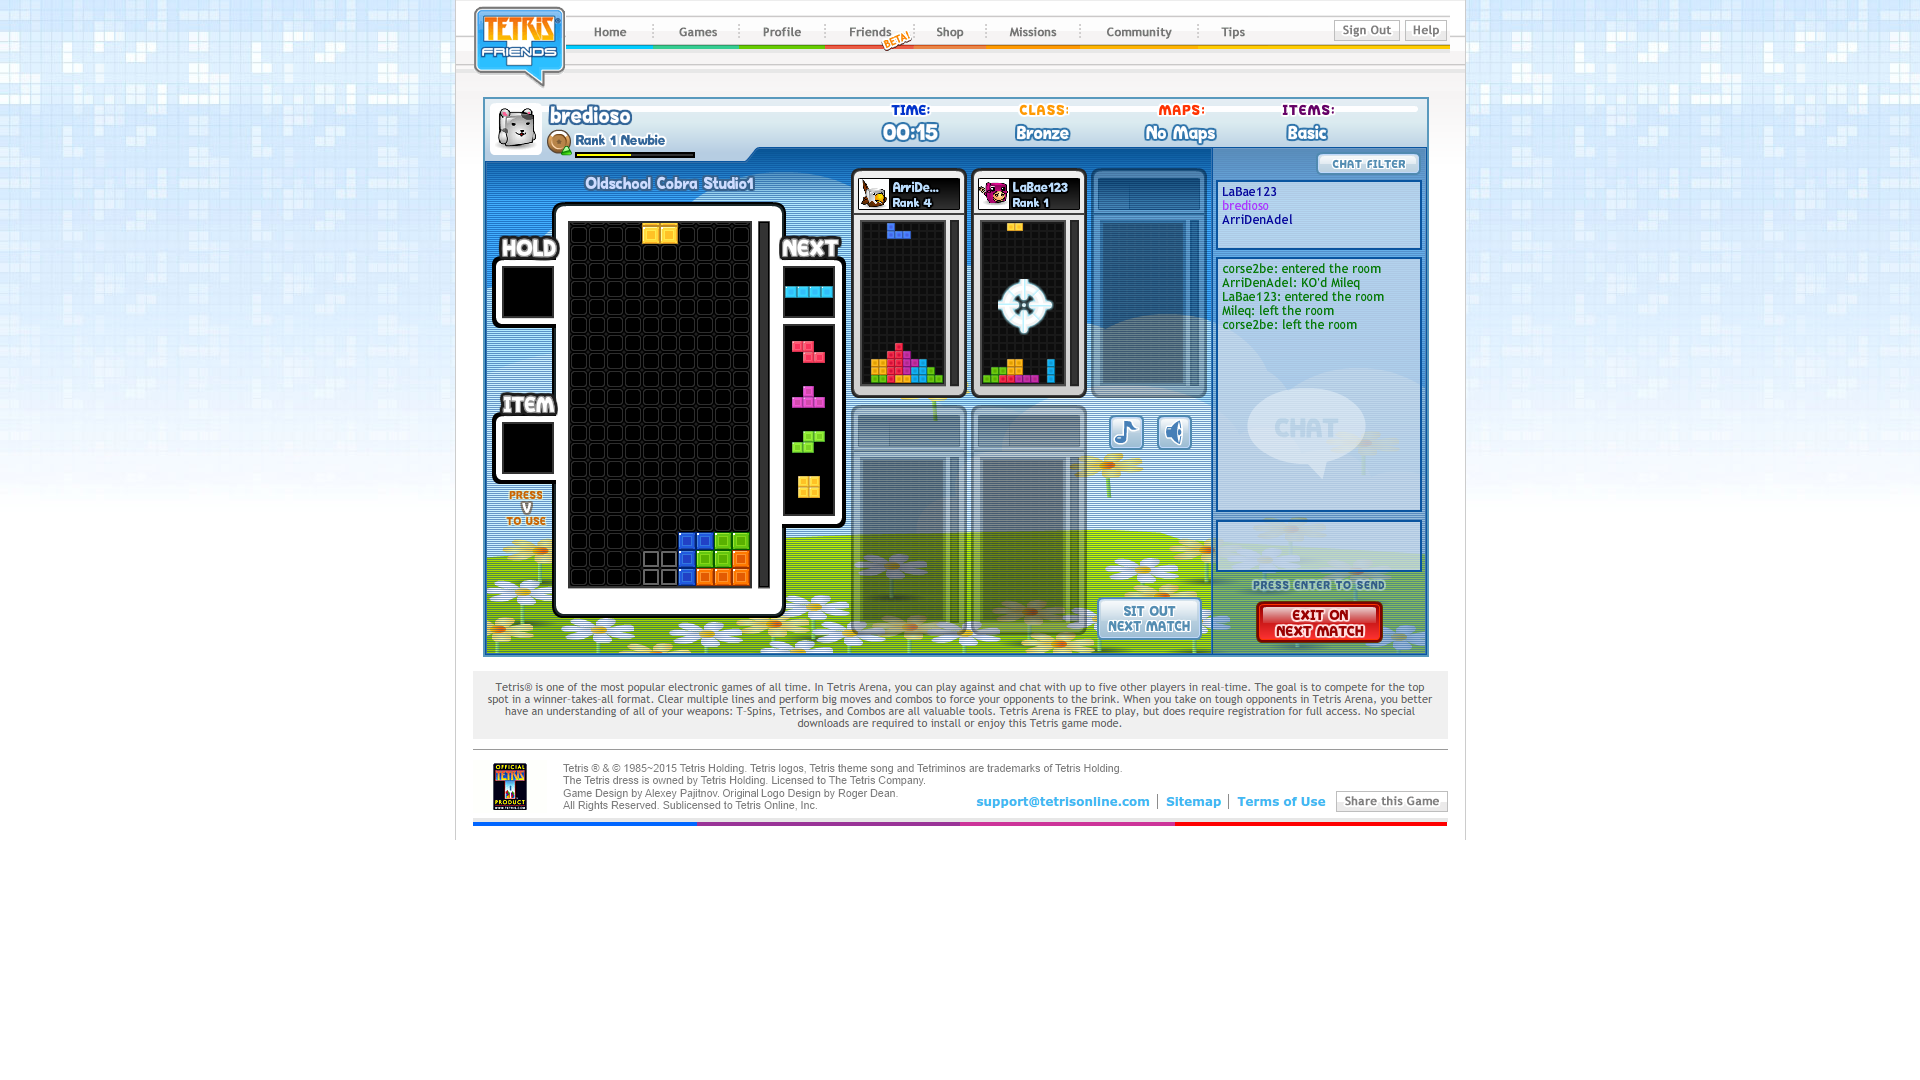 TETRIS
FRIENDS
Home
Games
Profile
Friends
BETA!
Shop
Missions
Community
Tips
Sign Out
Help
bredioso
Rank 1 Newbie
TIME:
00:15
CLASS:
Bronze
MAPS:
No Maps
ITEMS:
Basic
Oldschool Cobra Studio1
HOLD
NEXT
ITEM
PRESS
V
TO USE
ArriDe...
Rank 4
LaBae123
Rank 1
CHAT FILTER
LaBae123
bredioso
ArriDenAdel
corse2be: entered the room
ArriDenAdel: KO'd Mileq
LaBae123: entered the room
Mileq: left the room
corse2be: left the room
CHAT
PRESS ENTER TO SEND
SIT OUT
NEXT MATCH
EXIT ON
NEXT MATCH
Tetris® is one of the most popular electronic games of all time. In Tetris Arena, you can play against and chat with up to five other players in real-time. The goal is to compete for the top
spot in a winner-takes-all format. Clear multiple lines and perform big moves and combos to force your opponents to the brink. When you take on tough opponents in Tetris Arena, you better
have an understanding of all of your weapons: T-Spins, Tetrises, and Combos are all valuable tools. Tetris Arena is FREE to play, but does require registration for full access. No special
downloads are required to install or enjoy this Tetris game mode.
OFFICIAL
TETRIS
PRODUCT
WWW.TETRIS.COM
Tetris ® & © 1985~2015 Tetris Holding. Tetris logos, Tetris theme song and Tetriminos are trademarks of Tetris Holding.
The Tetris dress is owned by Tetris Holding. Licensed to The Tetris Company.
Game Design by Alexey Pajitnov. Original Logo Design by Roger Dean.
All Rights Reserved. Sublicensed to Tetris Online, Inc.
support@tetrisonline.com
Sitemap
Terms of Use
Share this Game